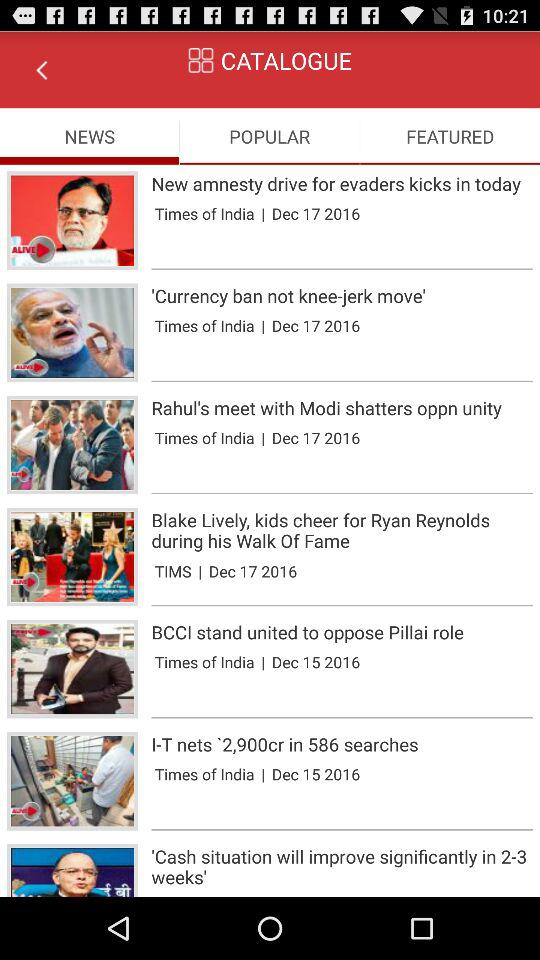 10:21
CATALOGUE
NEWS
POPULAR
FEATURED
New amnesty drive for evaders kicks in today
Times of India | Dec 17 2016
ALIVE
'Currency ban not knee-jerk move'
Times of India | Dec 17 2016
ALIVE
Rahul's meet with Modi shatters oppn unity
Times of India | Dec 17 2016
ALIVE
Blake Lively, kids cheer for Ryan Reynolds
during his Walk Of Fame
TIMS | Dec 17 2016
ALIVE
BCCI stand united to oppose Pillai role
Times of India | Dec 15 2016
I-T nets `2,900cr in 586 searches
Times of India | Dec 15 2016
ALIVE
'Cash situation will improve significantly in 2-3
weeks'